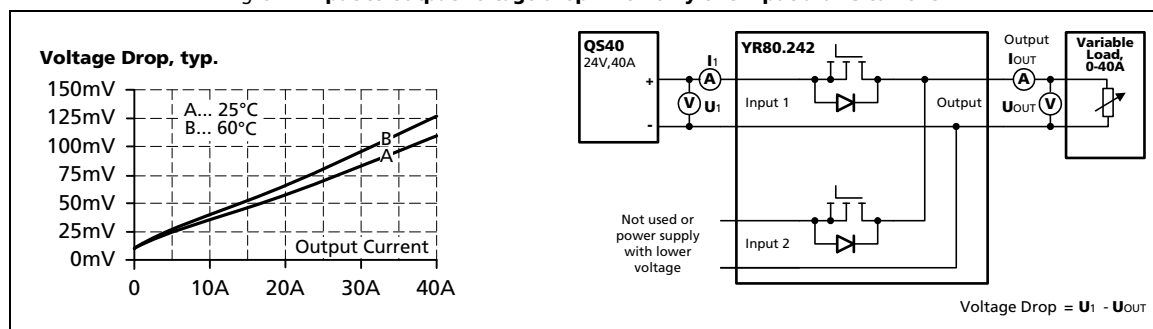 Voltage Drop, typ.
150mV
125mV
100mV
75mV
50mV
25mV
0mV
A... 25°C
B... 60°C
B
A
Output Current
0
10A
20A
30A
40A
QS40
24V,40A
+
-
V
U1
I1
A
YR80.242
Input 1
Output
Input 2
Not used or
power supply
with lower
voltage
Output
IOUT
A
UOUT
V
Variable
Load,
0-40A
Voltage Drop = U1 - UOUT